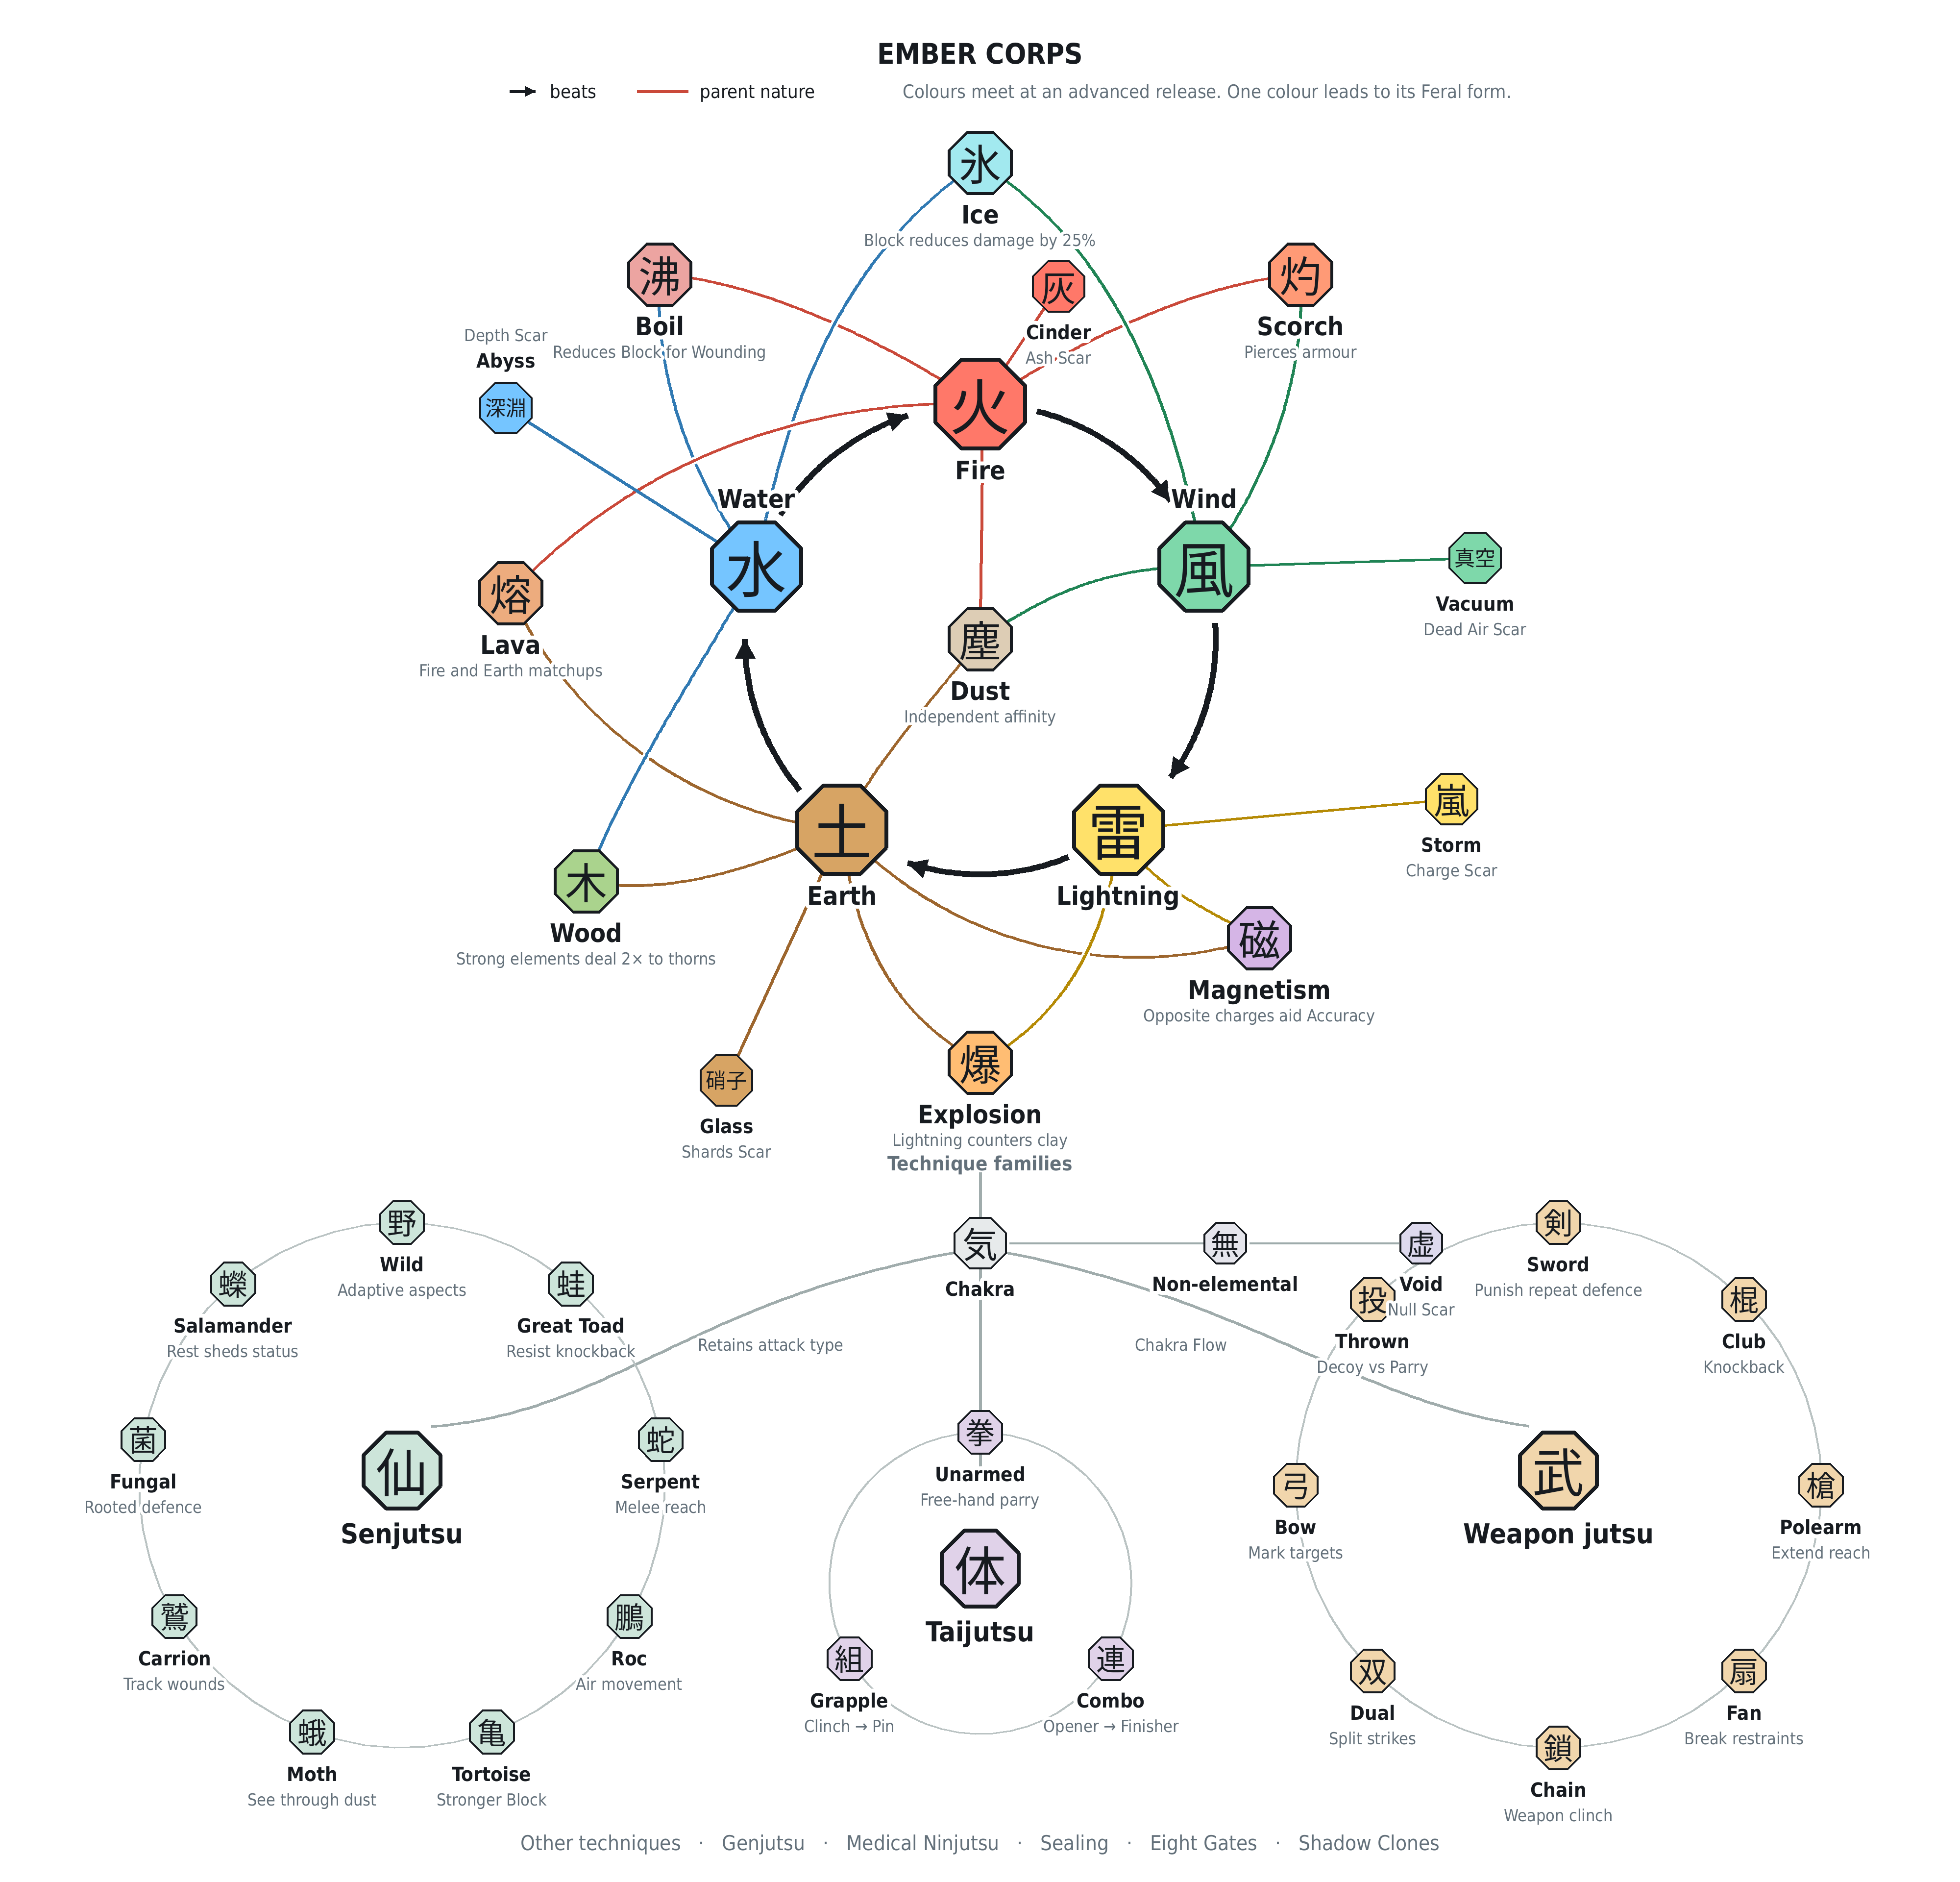 EMBER CORPS
beats
parent nature
Colours meet at an advanced release. One colour leads to its Feral form.
氷
Ice
Block reduces damage by 25%
沸
Boil
Reduces Block for Wounding
灰
Cinder
Ash Scar
灼
Scorch
Pierces armour
Depth Scar
Abyss
深淵
火
Fire
Water
水
Wind
風
真空
Vacuum
Dead Air Scar
熔
Lava
Fire and Earth matchups
塵
Dust
Independent affinity
土
Earth
雷
Lightning
嵐
Storm
Charge Scar
木
Wood
Strong elements deal 2× to thorns
磁
Magnetism
Opposite charges aid Accuracy
硝子
Glass
Shards Scar
爆
Explosion
Lightning counters clay
Technique families
気
Chakra
無
Non-elemental
虚
Void
Null Scar
Retains attack type
Chakra Flow
野
Wild
Adaptive aspects
蠑
Salamander
Rest sheds status
蛙
Great Toad
Resist knockback
菌
Fungal
Rooted defence
蛇
Serpent
Melee reach
仙
Senjutsu
鷲
Carrion
Track wounds
鵬
Roc
Air movement
蛾
Moth
See through dust
亀
Tortoise
Stronger Block
拳
Unarmed
Free-hand parry
体
Taijutsu
組
Grapple
Clinch → Pin
連
Combo
Opener → Finisher
剣
Sword
Punish repeat defence
投
Thrown
Decoy vs Parry
棍
Club
Knockback
弓
Bow
Mark targets
武
Weapon jutsu
槍
Polearm
Extend reach
双
Dual
Split strikes
扇
Fan
Break restraints
鎖
Chain
Weapon clinch
Other techniques · Genjutsu · Medical Ninjutsu · Sealing · Eight Gates · Shadow Clones